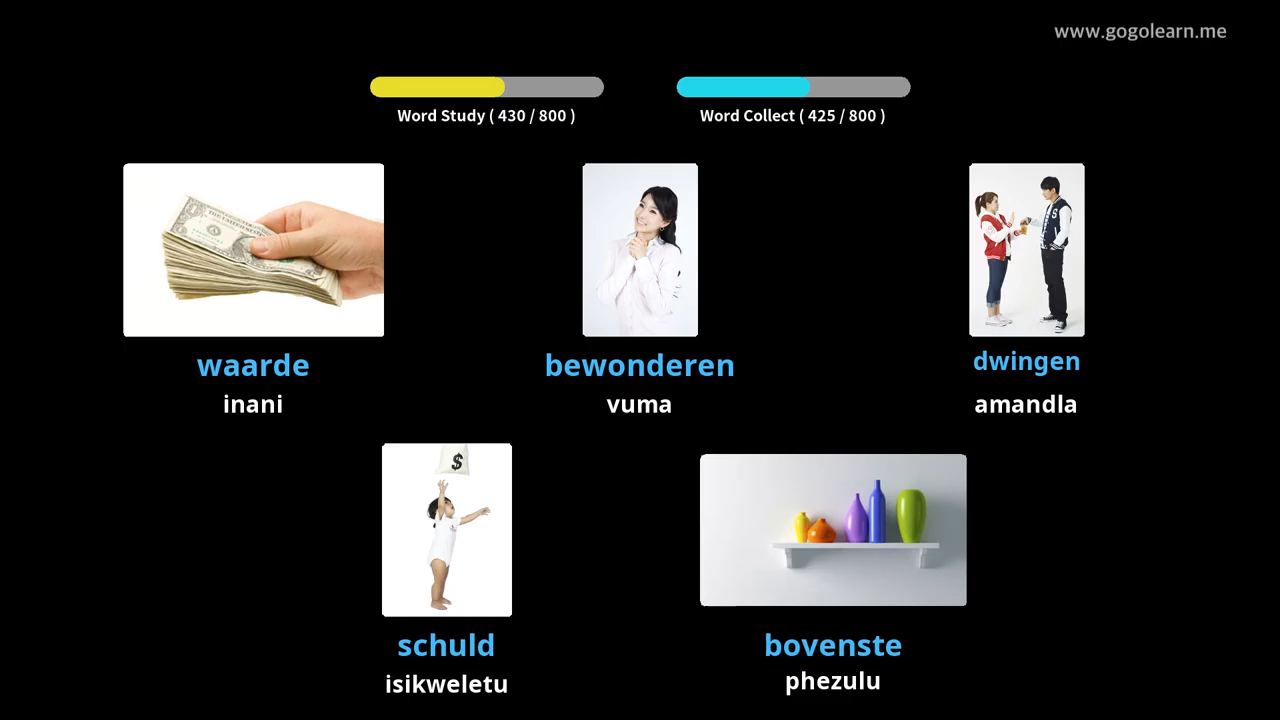 www.gogolearn.me
Word Study ( 430 / 800 )
Word Collect ( 425 / 800 )
waarde
inani
bewonderen
vuma
dwingen
amandla
$
schuld
isikweletu
bovenste
phezulu